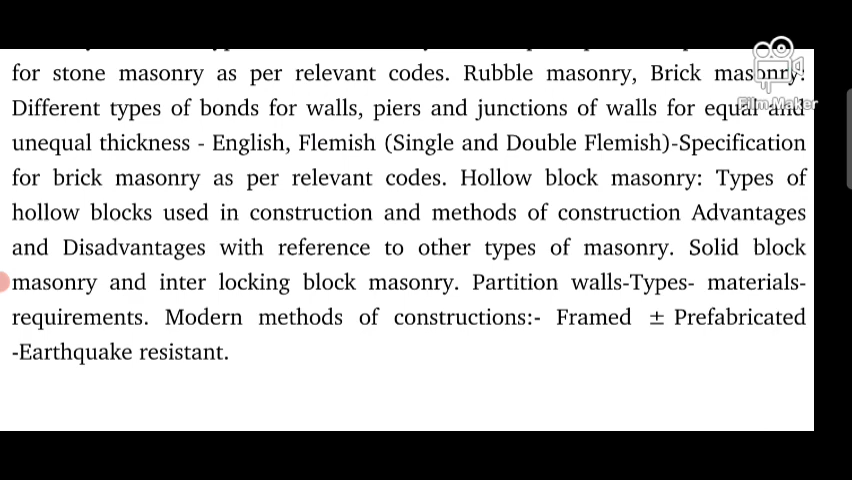 for stone masonry as per relevant codes. Rubble masonry, Brick masonry:
Different types of bonds for walls, piers and junctions of walls for equal and
unequal thickness - English, Flemish (Single and Double Flemish)-Specification
for brick masonry as per relevant codes. Hollow block masonry: Types of
hollow blocks used in construction and methods of construction Advantages
and Disadvantages with reference to other types of masonry. Solid block
masonry and inter locking block masonry. Partition walls-Types- materials-
requirements. Modern methods of constructions:- Framed ± Prefabricated
-Earthquake resistant.
Film Maker